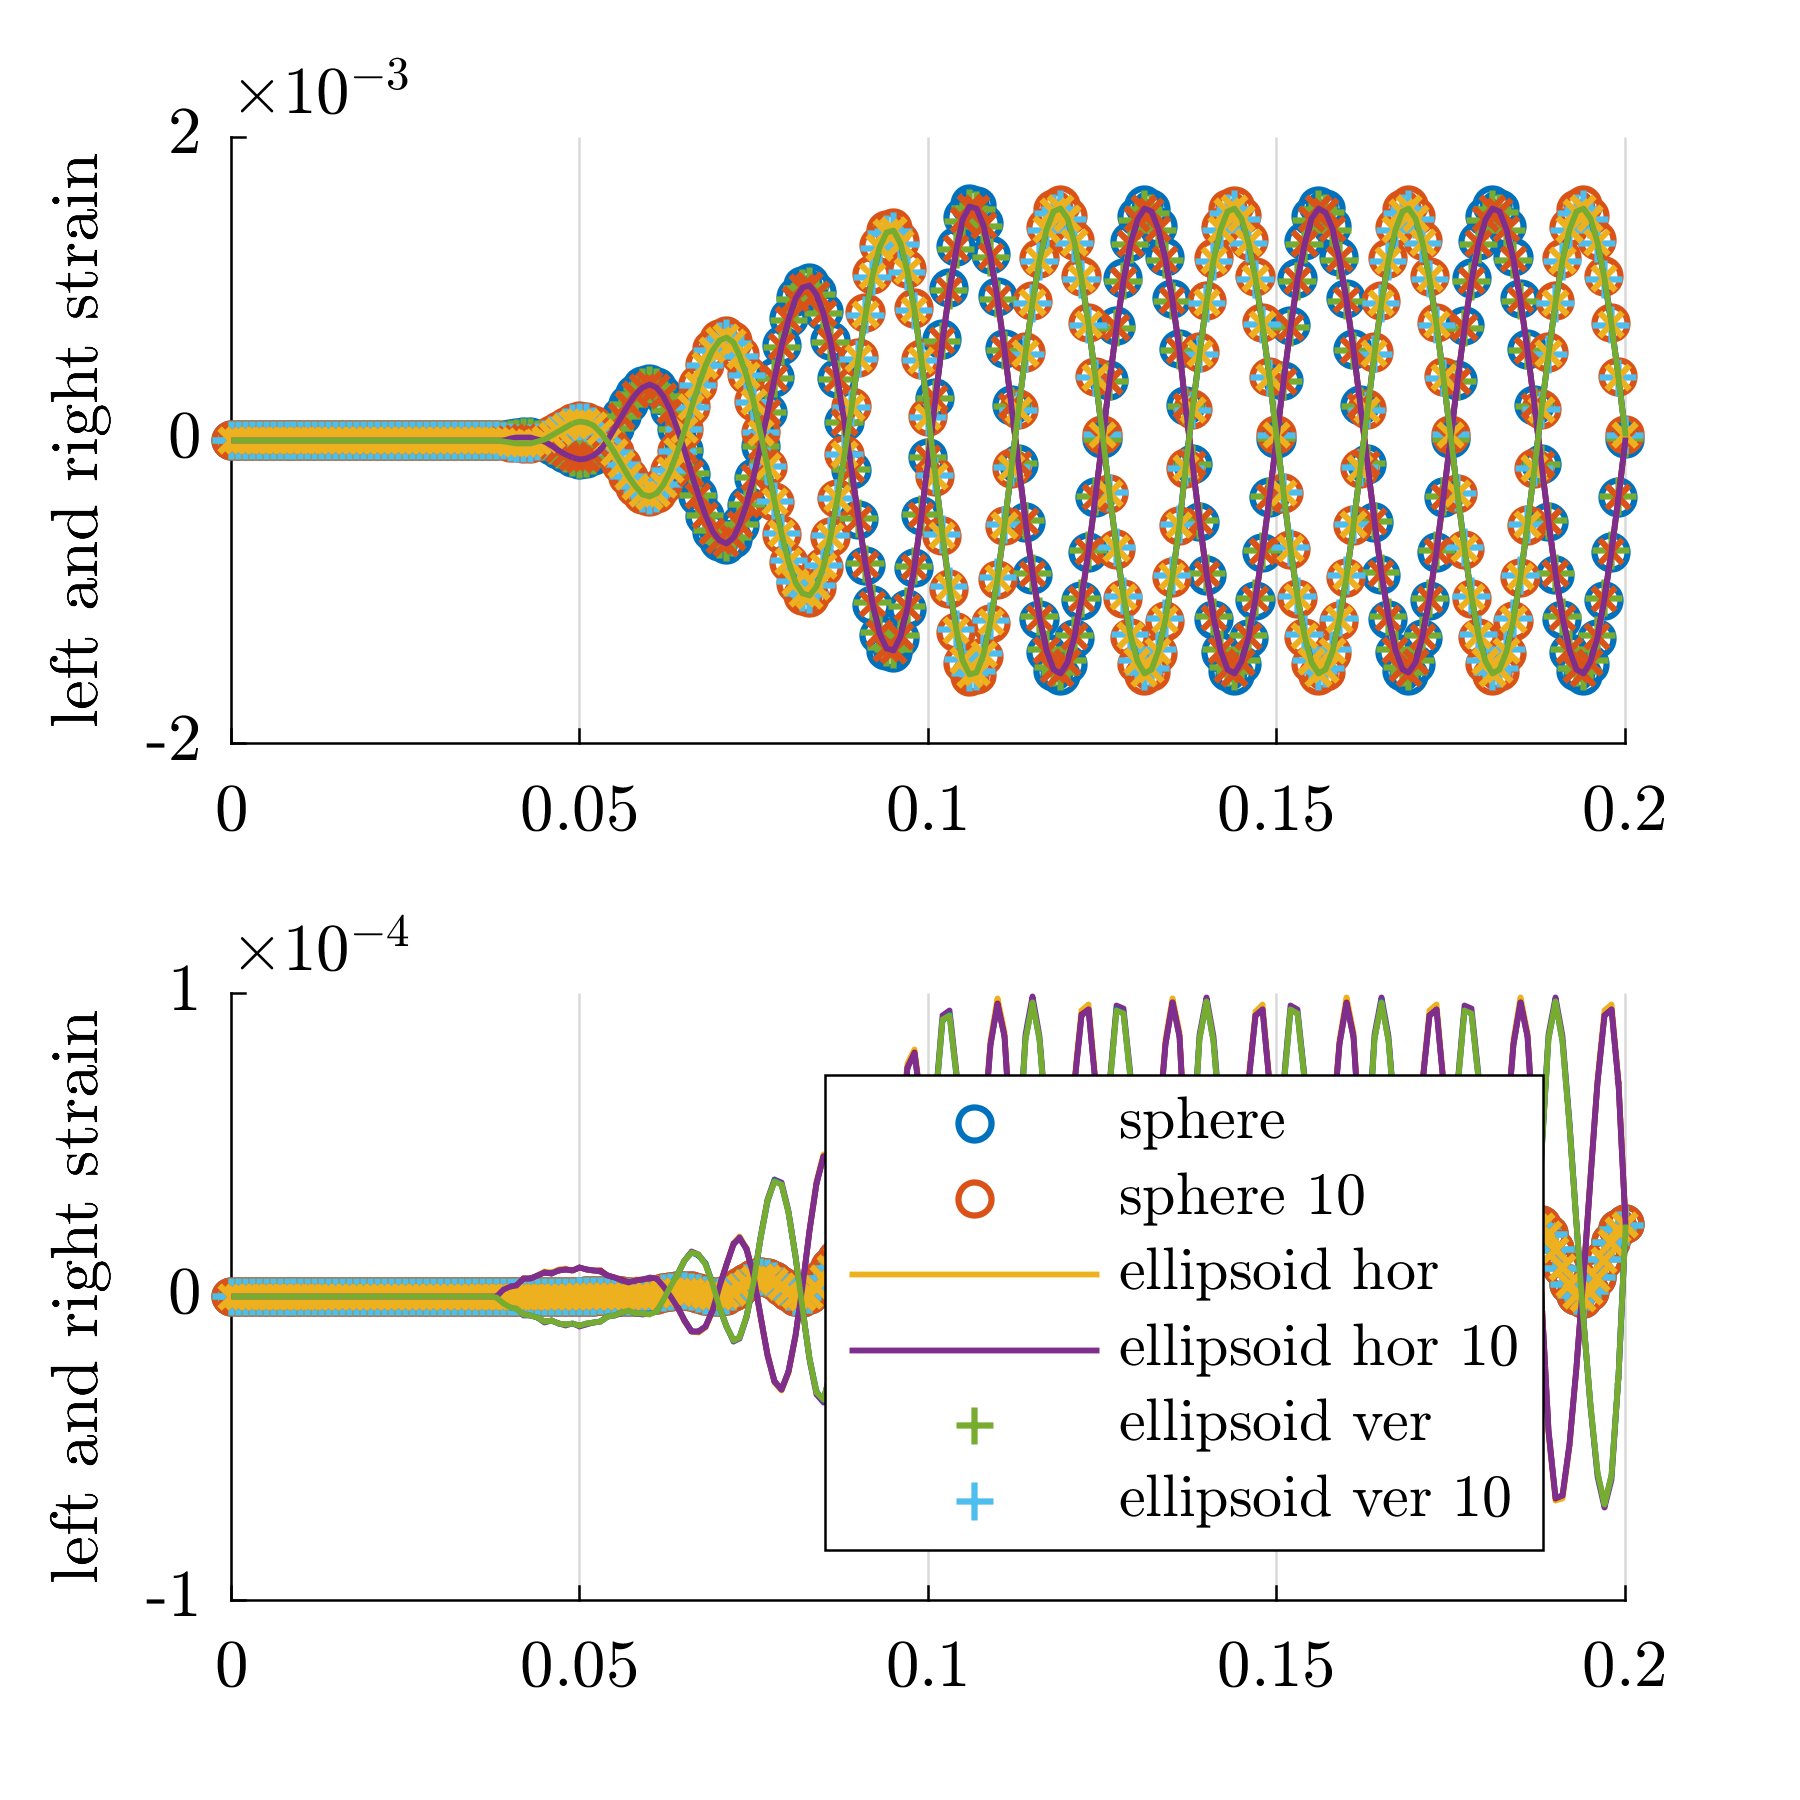 ×10⁻³
2
0
-2
left and right strain
0 0.05 0.1 0.15 0.2
×10⁻⁴
1
0
-1
left and right strain
sphere
sphere 10
ellipsoid hor
ellipsoid hor 10
ellipsoid ver
ellipsoid ver 10
0 0.05 0.1 0.15 0.2